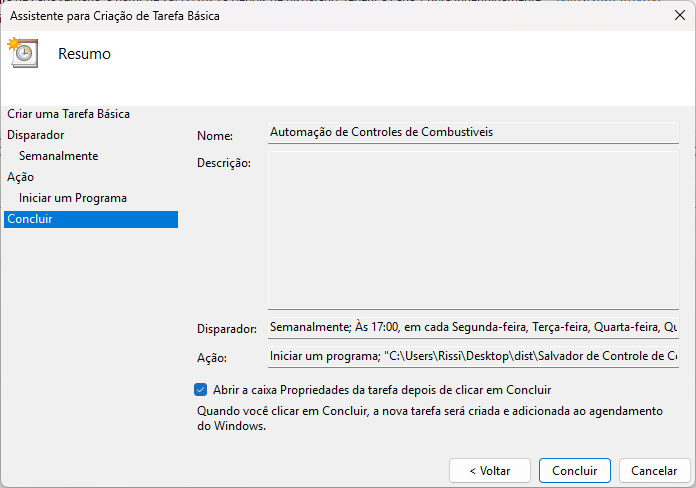 Assistente para Criação de Tarefa Básica
Resumo
Criar uma Tarefa Básica
Disparador
Semanalmente
Ação
Iniciar um Programa
Concluir
Nome: Automação de Controles de Combustiveis
Descrição:
Disparador: Semanalmente; Às 17:00, em cada Segunda-feira, Terça-feira, Quarta-feira, Qu
Ação: Iniciar um programa; "C:\Users\Rissi\Desktop\dist\Salvador de Controle de Co
Abrir a caixa Propriedades da tarefa depois de clicar em Concluir
Quando você clicar em Concluir, a nova tarefa será criada e adicionada ao agendamento
do Windows.
< Voltar Concluir Cancelar